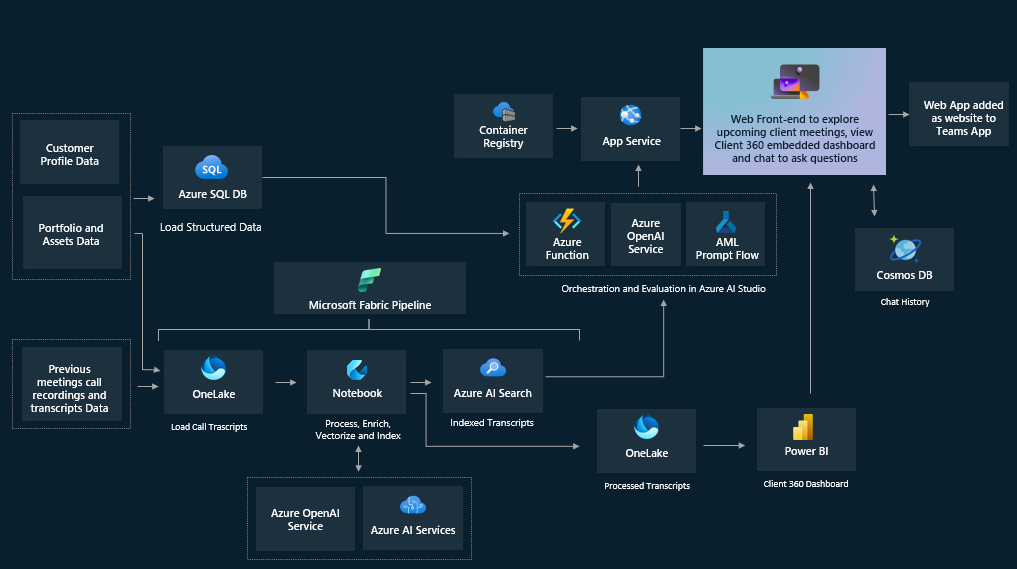 Customer
Profile Data
Portfolio and
Assets Data
SQL
Azure SQL DB
Load Structured Data
Container
Registry
App Service
Web Front-end to explore
upcoming client meetings, view
Client 360 embedded dashboard
and chat to ask questions
Web App added
as website to
Teams App
Azure
Function
Azure
OpenAI
Service
AML
Prompt Flow
Orchestration and Evaluation in Azure AI Studio
Cosmos DB
Chat History
Microsoft Fabric Pipeline
Previous
meetings call
recordings and
transcripts Data
OneLake
Load Call Trascripts
Notebook
Process, Enrich,
Vectorize and Index
Azure AI Search
Indexed Transcripts
OneLake
Processed Transcripts
Power BI
Client 360 Dashboard
Azure OpenAI
Service
Azure AI Services